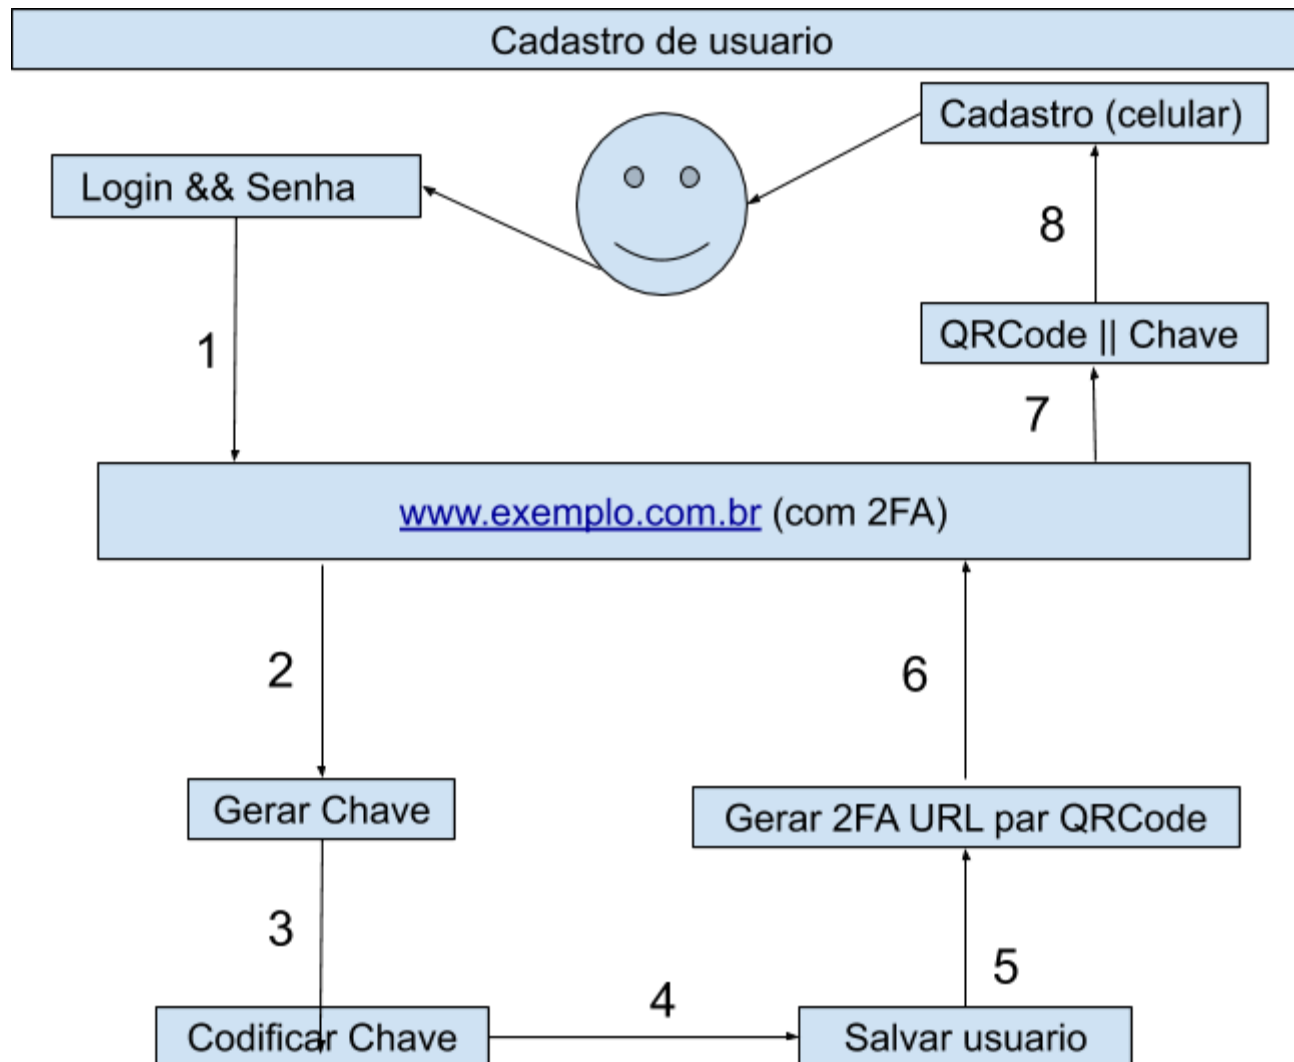 Cadastro de usuario
Cadastro (celular)
Login && Senha
8
QRCode || Chave
1
7
www.exemplo.com.br (com 2FA)
2
6
Gerar Chave
Gerar 2FA URL par QRCode
3
5
4
Codificar Chave
Salvar usuario